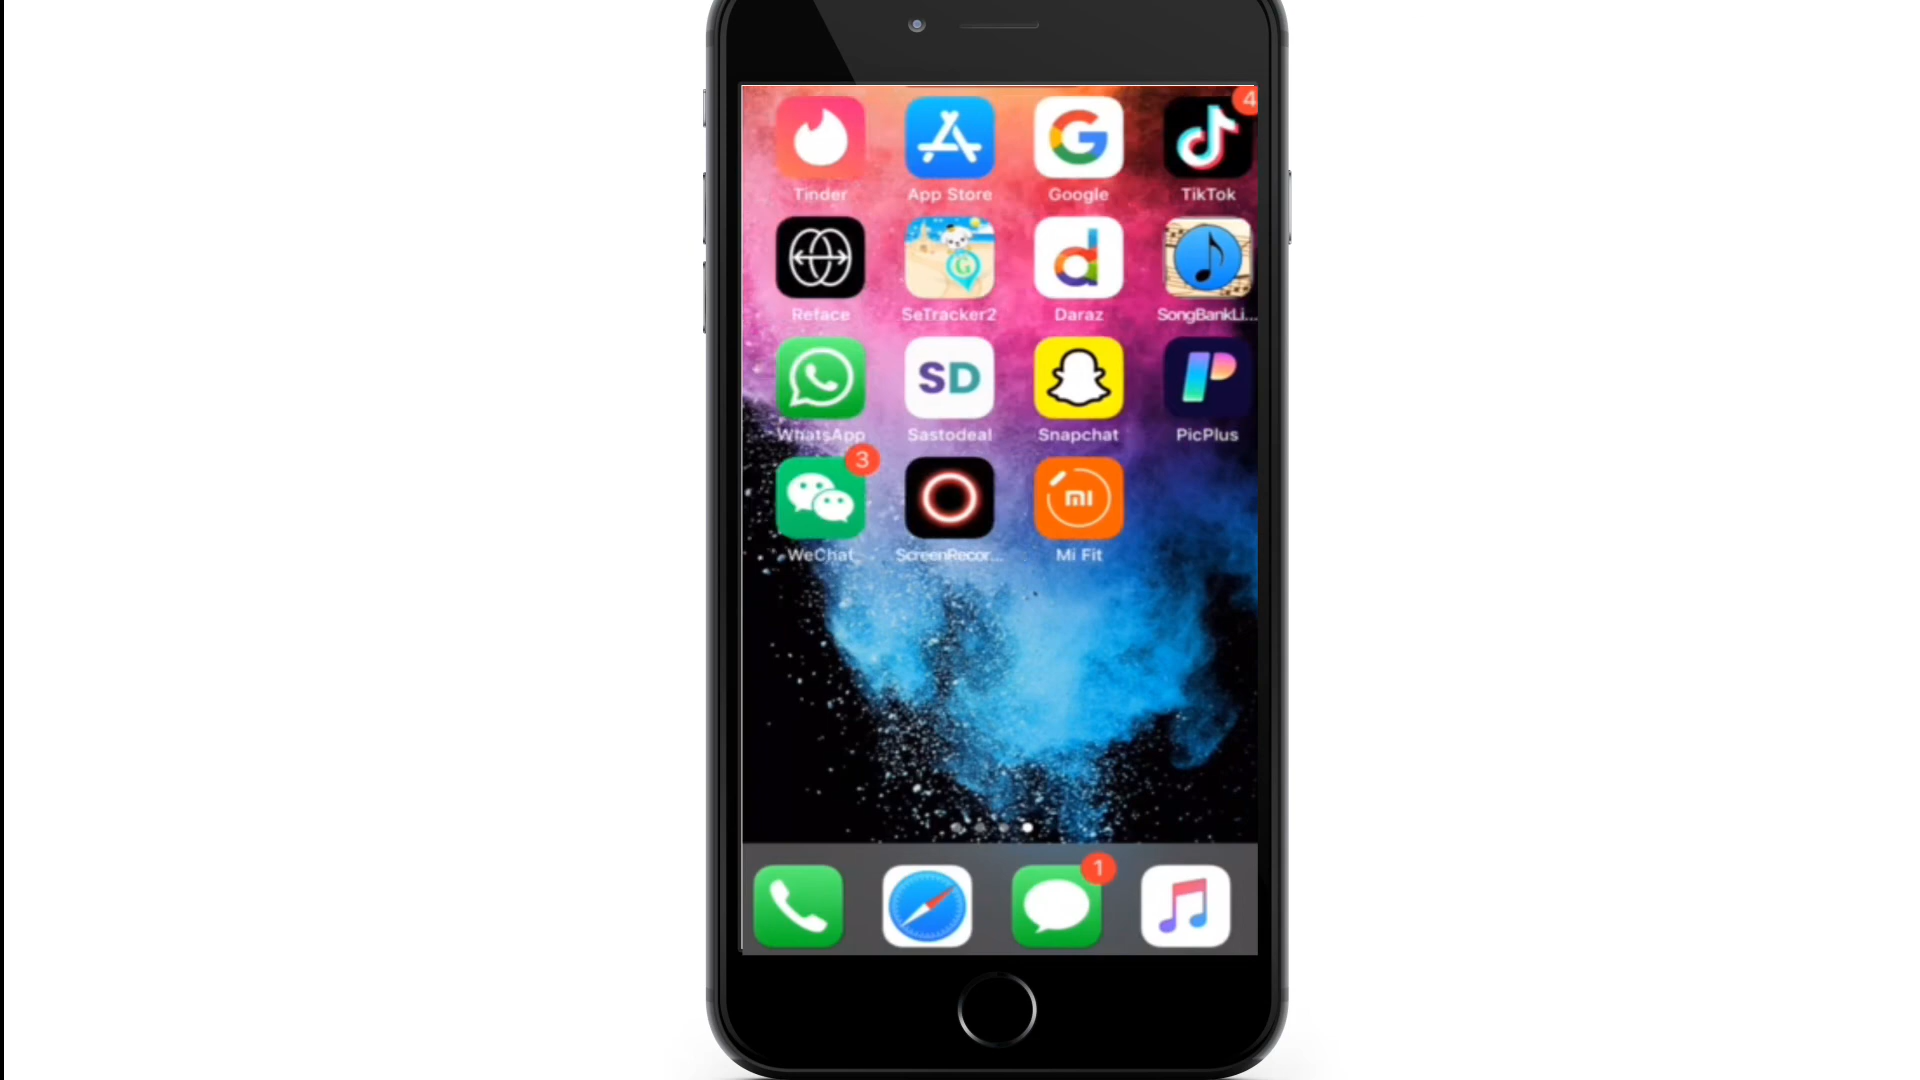 4
Tinder App Store Google TikTok
Reface SeTracker2 Daraz SongBankLi...
SD
WhatsApp Sastodeal Snapchat PicPlus
3
mi
WeChat ScreenRecor... Mi Fit
1